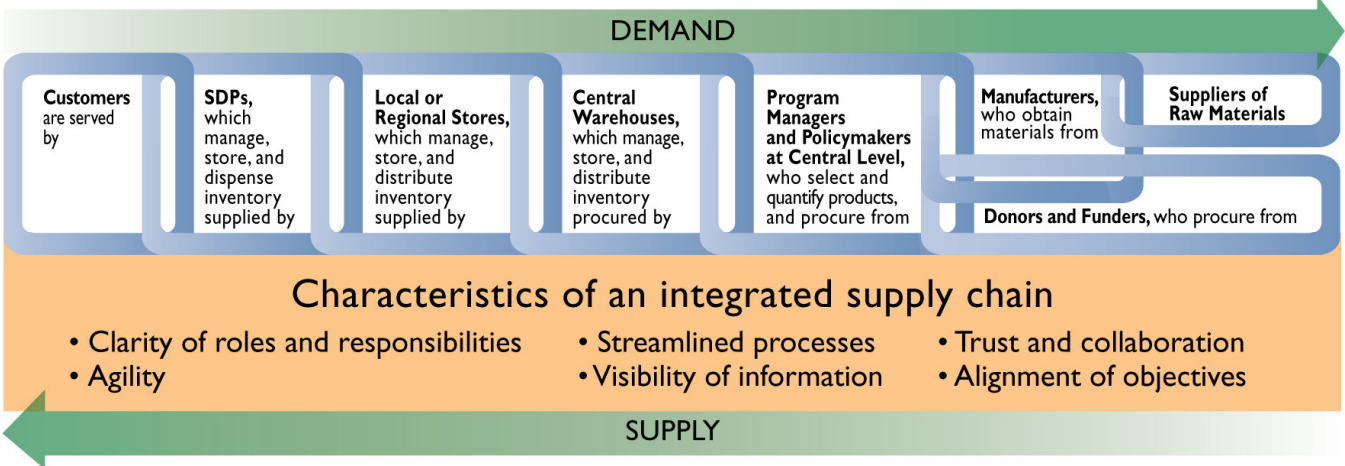 DEMAND
Customers
are served
by
SDPs,
which
manage,
store, and
dispense
inventory
supplied by
Local or
Regional Stores,
which manage,
store, and
distribute
inventory
supplied by
Central
Warehouses,
which manage,
store, and
distribute
inventory
procured by
Program
Managers
and Policymakers
at Central Level,
who select and
quantify products,
and procure from
Manufacturers,
who obtain
materials from
Suppliers of
Raw Materials
Donors and Funders, who procure from
Characteristics of an integrated supply chain
• Clarity of roles and responsibilities
• Agility
• Streamlined processes
• Visibility of information
• Trust and collaboration
• Alignment of objectives
SUPPLY